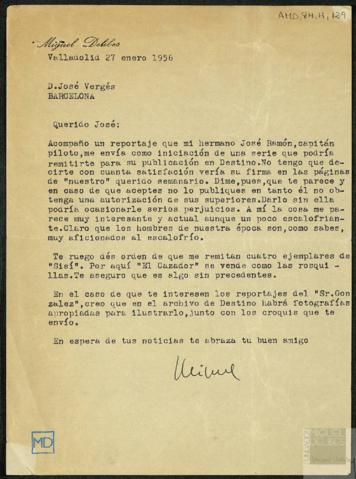 AMD,84,4,129
Miguel Delibes
Valladolid 27 enero 1956
D.José Vergés
BARCELONA
Querido José:
Acompaño un reportaje que mi hermano José Ramón,capitán
piloto,me envía como iniciación de una serie que podría
remitirte para su publicación en Destino.No tengo que de-
cirte con cuanta satisfacción vería su firma en las páginas
de "nuestro" querido semanario. Dime,pues,que te parece y
en caso de que aceptes no lo publiques en tanto él no ob-
tenga una autorización de sus superiores.Darlo sin ella
podría ocasionarle serios perjuicios. A mí la cosa me pa-
rece muy interesante y actual aunque un poco escalofrian-
te.Claro que los hombres de nuestra época son,como sabes,
muy aficionados al escalofrío.
Te ruego dés orden de que me remitan cuatro ejemplares de
"Sisí". Por aquí "El Cazador" se vende como las rosqui-
llas.Te aseguro que es algo sin precedentes.
En el caso de que te interesen los reportajes del "Sr.Gon
zalez",creo que en el archivo de Destino habrá fotografías
apropiadas para ilustrarlo,junto con los croquis que te
envío.
En espera de tus noticias te abraza tu buen amigo
Miguel
MD